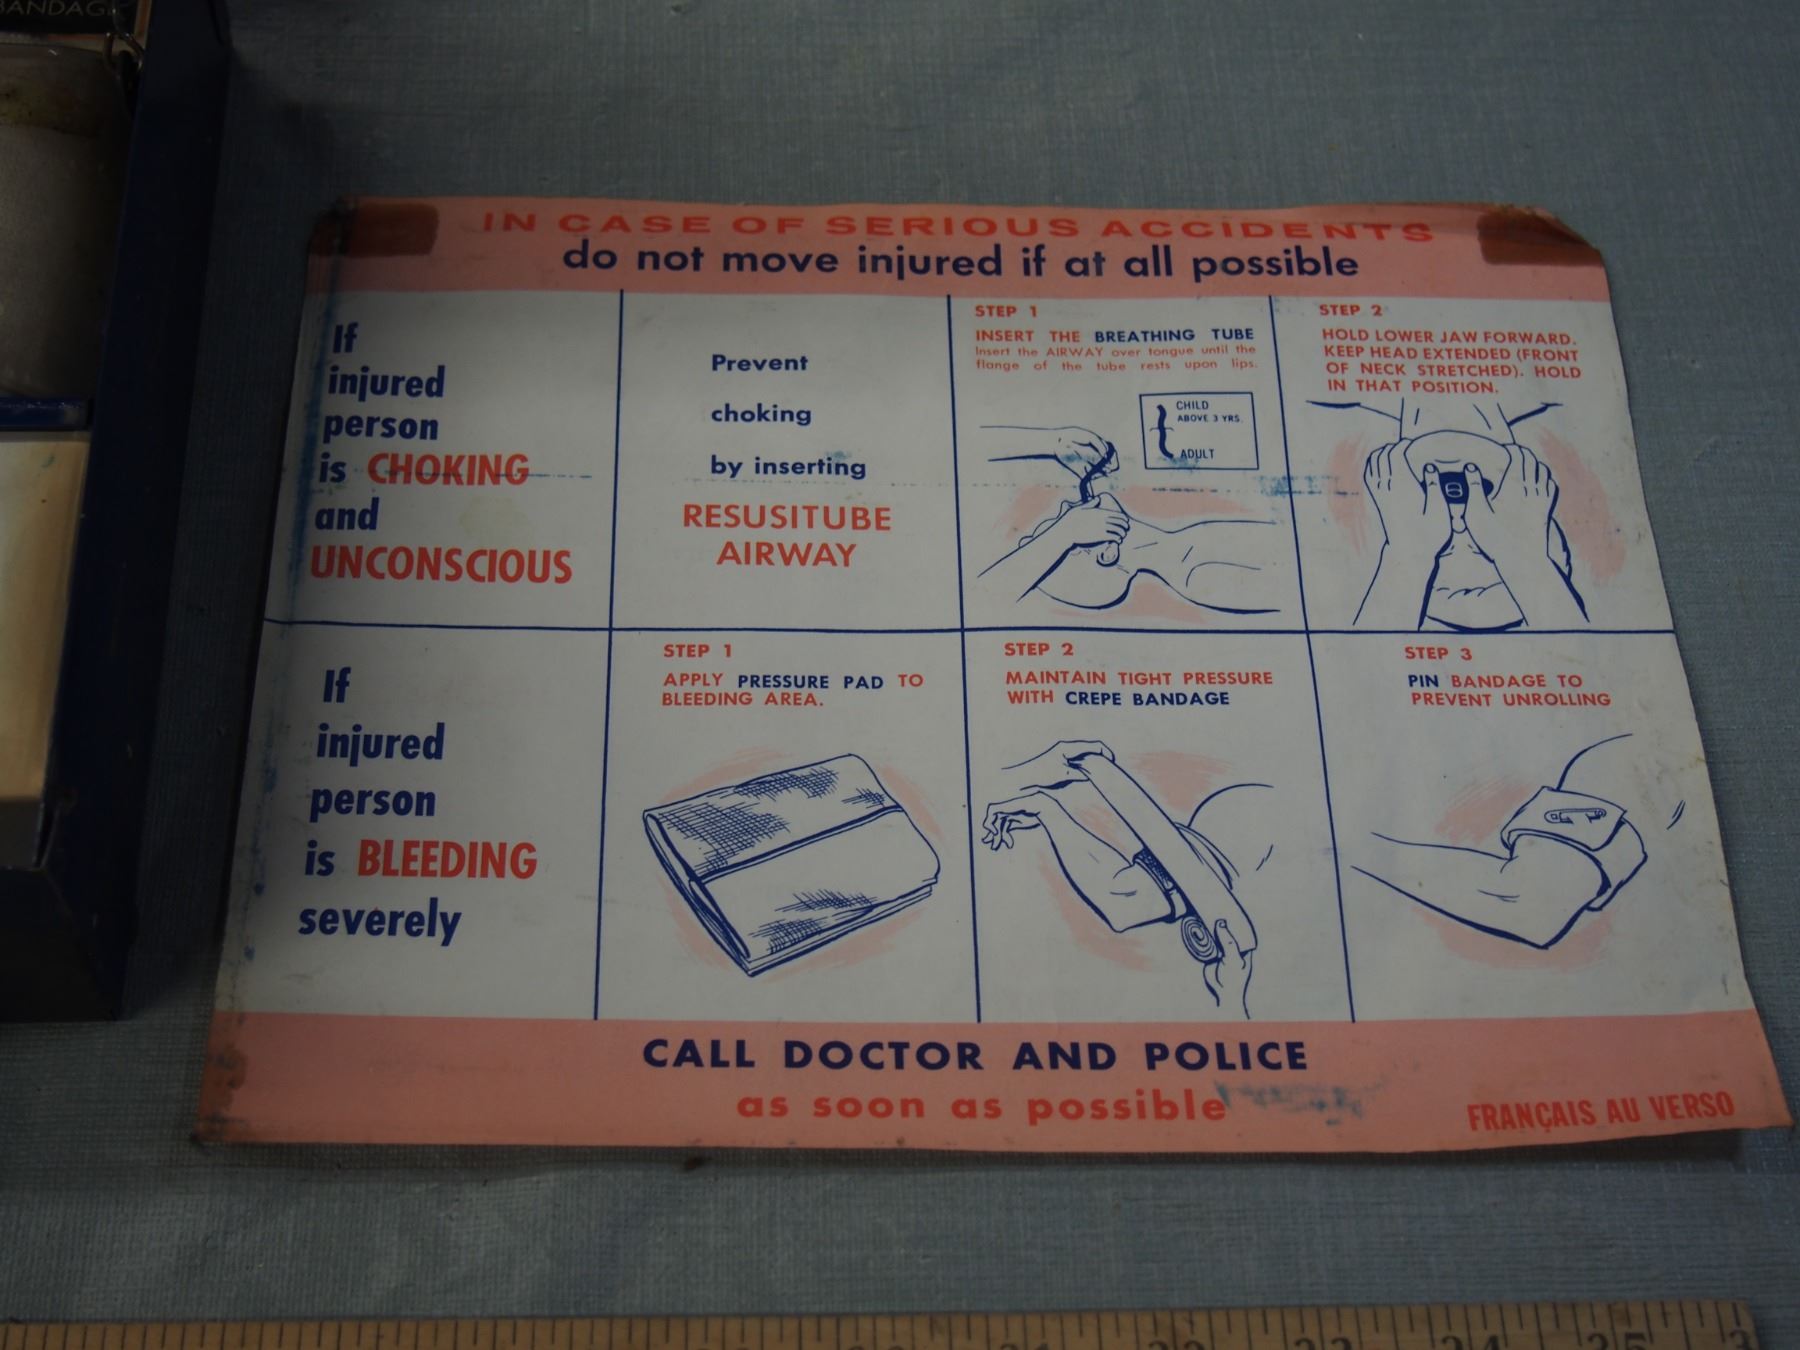 BANDAG
IN CASE OF SERIOUS ACCIDENTS
do not move injured if at all possible
If
injured
person
is CHOKING
and
UNCONSCIOUS
Prevent
choking
by inserting
RESUSITUBE
AIRWAY
STEP 1
INSERT THE BREATHING TUBE
Insert the AIRWAY over tongue until the
flange of the tube rests upon lips.
CHILD
ABOVE 3 YRS.
ADULT
STEP 2
HOLD LOWER JAW FORWARD.
KEEP HEAD EXTENDED (FRONT
OF NECK STRETCHED). HOLD
IN THAT POSITION.
If
injured
person
is BLEEDING
severely
STEP 1
APPLY PRESSURE PAD TO
BLEEDING AREA.
STEP 2
MAINTAIN TIGHT PRESSURE
WITH CREPE BANDAGE
STEP 3
PIN BANDAGE TO
PREVENT UNROLLING
CALL DOCTOR AND POLICE
as soon as possible
FRANÇAIS AU VERSO